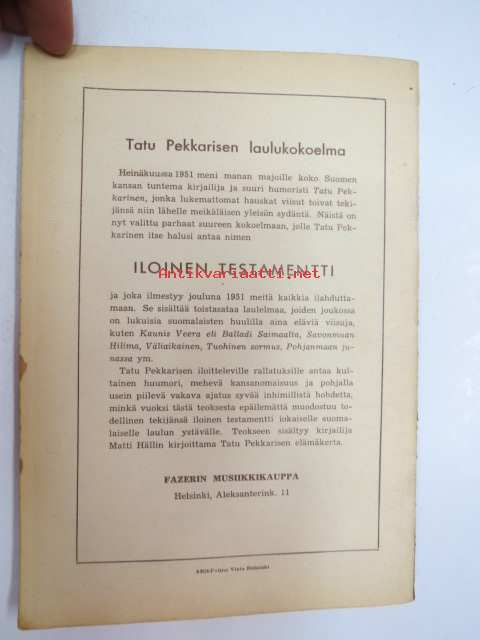 Tatu Pekkarisen laulukokoelma
Heinäkuussa 1951 meni manan majoille koko Suomen
kansan tuntema kirjailija ja suuri humoristi Tatu Pek-
karinen, jonka lukemattomat hauskat viisut toivat teki-
jänsä niin lähelle meikäläisen yleisön sydäntä. Näistä on
nyt valittu parhaat suureen kokoelmaan, jolle Tatu Pek-
karinen itse halusi antaa nimen
ILOINEN TESTAMENTTI
Antikvariaatti.net
ja joka ilmestyy jouluna 1951 meitä kaikkia ilahdutta-
maan. Se sisältää toistasataa laulelmaa, joiden joukossa
on lukuisia suomalaisten huulilla aina eläviä viisuja,
kuten Kaunis Veera eli Balladi Saimaalta, Savonmuan
Hilima, Väliaikainen, Tuohinen sormus, Pohjanmaan ju-
nassa ym.
Tatu Pekkarisen iloitteleville rallatuksille antaa kul-
tainen huumori, mehevä kansanomaisuus ja pohjalla
usein piilevä vakava ajatus syvää inhimillistä hohdetta,
minkä vuoksi tästä teoksesta epäilemättä muodostuu to-
dellinen tekijänsä iloinen testamentti jokaiselle suoma-
laiselle laulun ystävälle. Teokseen sisältyy kirjailija
Matti Hällin kirjoittama Tatu Pekkarisen elämäkerta.
FAZERIN MUSIIKKIKAUPPA
Helsinki, Aleksanterink. 11
Helsinki